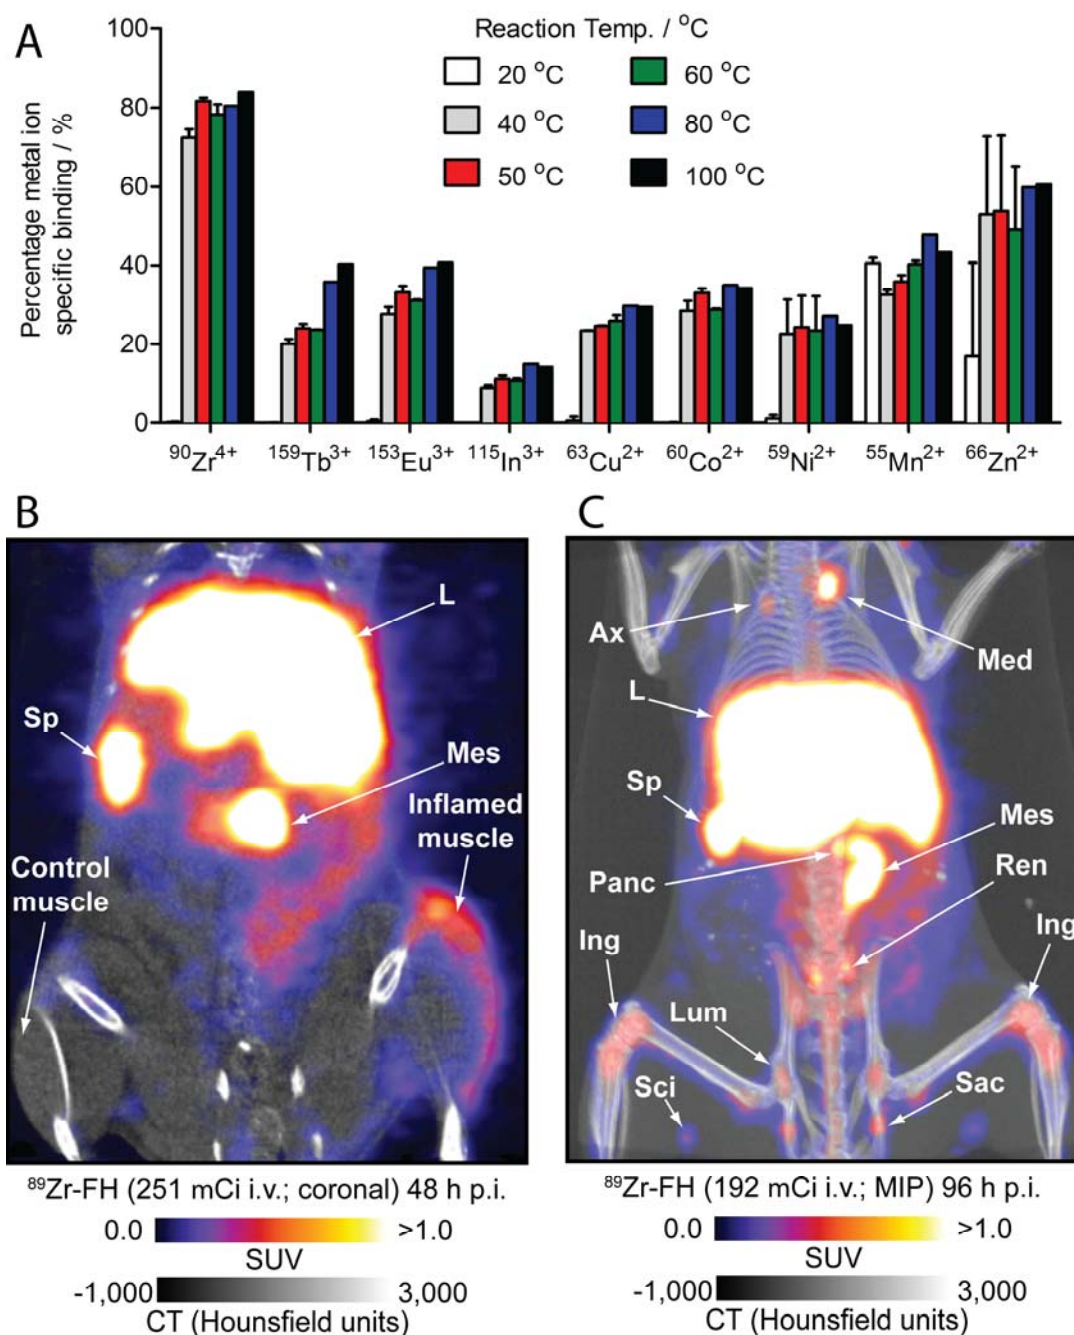 A
Reaction Temp. / °C
20 °C
60 °C
40 °C
80 °C
50 °C
100 °C
Percentage metal ion
specific binding / %
100
80
60
40
20
0
⁹⁰Zr⁴⁺ ¹⁵⁹Tb³⁺ ¹⁵³Eu³⁺ ¹¹⁵In³⁺ ⁶³Cu²⁺ ⁶⁰Co²⁺ ⁵⁹Ni²⁺ ⁵⁵Mn²⁺ ⁶⁶Zn²⁺
B
L
Sp
Mes
Inflamed
muscle
Control
muscle
⁸⁹Zr-FH (251 mCi i.v.; coronal) 48 h p.i.
0.0 >1.0
SUV
-1,000 3,000
CT (Hounsfield units)
C
Ax
Med
L
Sp
Mes
Panc
Ren
Ing
Ing
Lum
Sci
Sac
⁸⁹Zr-FH (192 mCi i.v.; MIP) 96 h p.i.
0.0 >1.0
SUV
-1,000 3,000
CT (Hounsfield units)